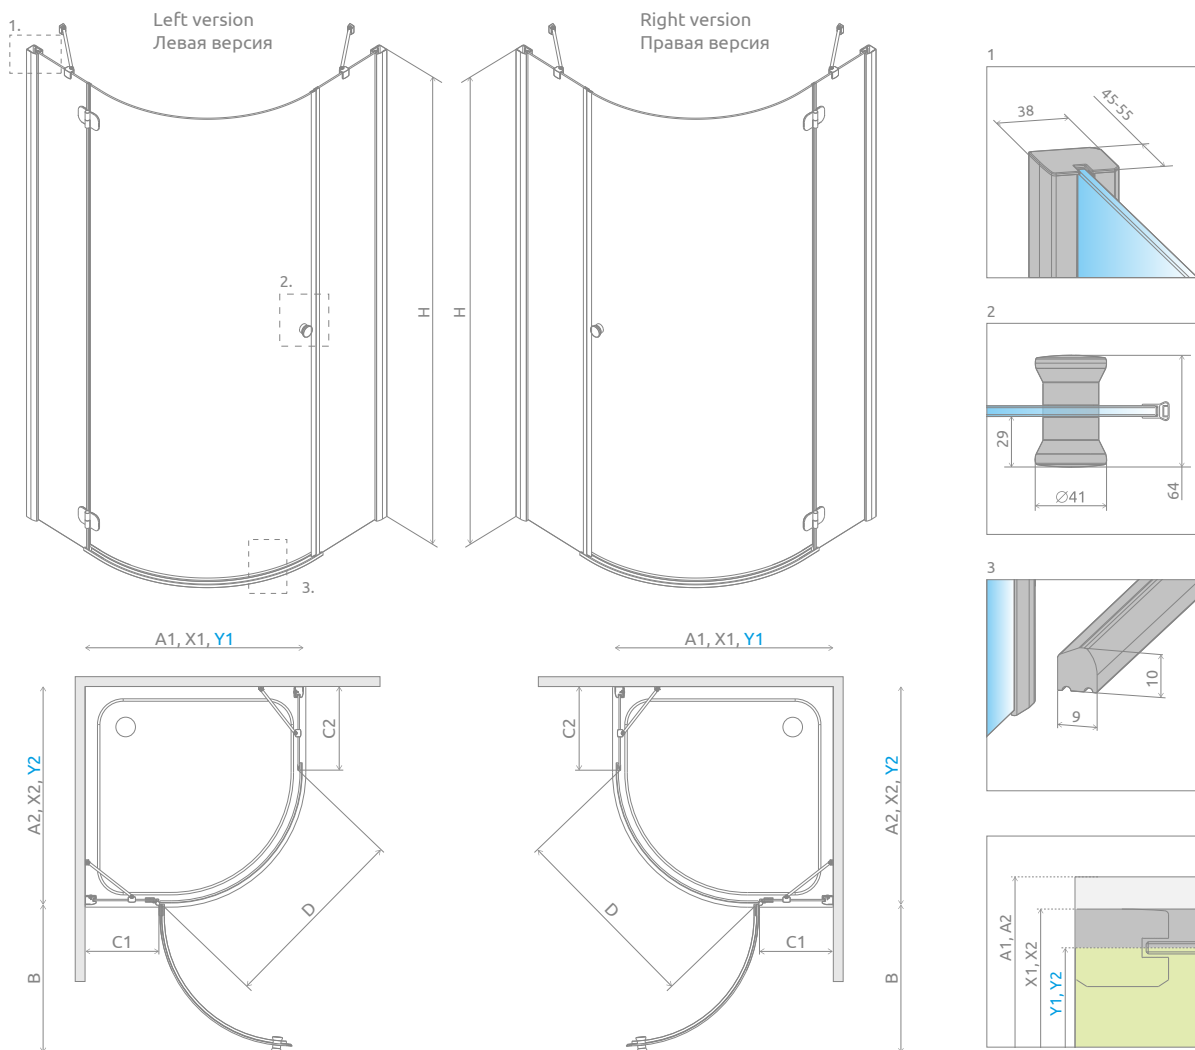 1.
Left version
Левая версия
Right version
Правая версия
2.
H
H
3.
1
38
45-55
2
29
Ø41
64
3
10
9
A1, X1, Y1
A1, X1, Y1
C2
C2
A2, X2, Y2
A2, X2, Y2
D
D
C1
C1
B
B
A1, A2
X1, X2
Y1, Y2